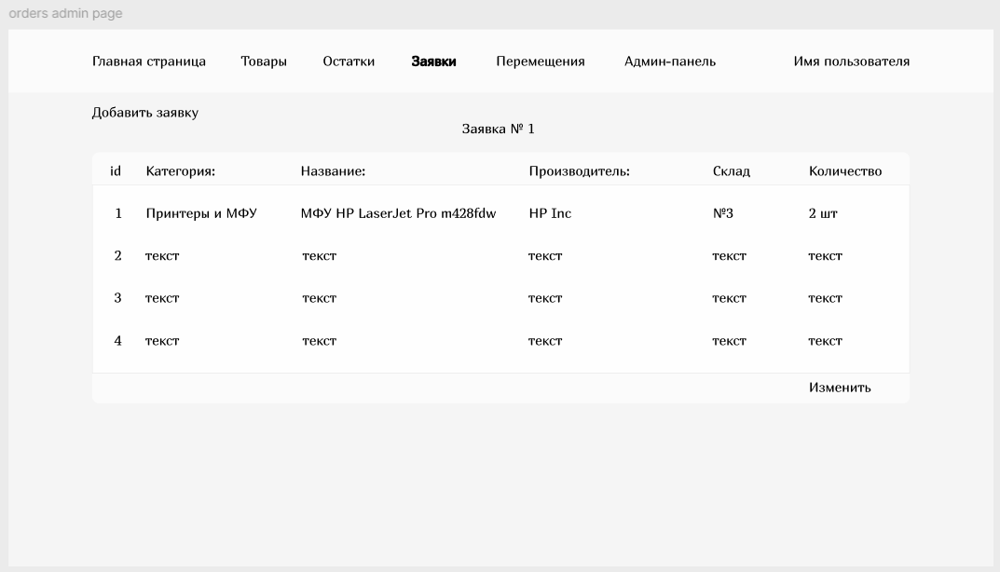 orders admin page
Главная страница Товары Остатки Заявки Перемещения Админ-панель Имя пользователя
Добавить заявку
Заявка № 1
id Категория: Название: Производитель: Склад Количество
1 Принтеры и МФУ МФУ HP LaserJet Pro m428fdw HP Inc №3 2 шт
2 текст текст текст текст текст
3 текст текст текст текст текст
4 текст текст текст текст текст
Изменить